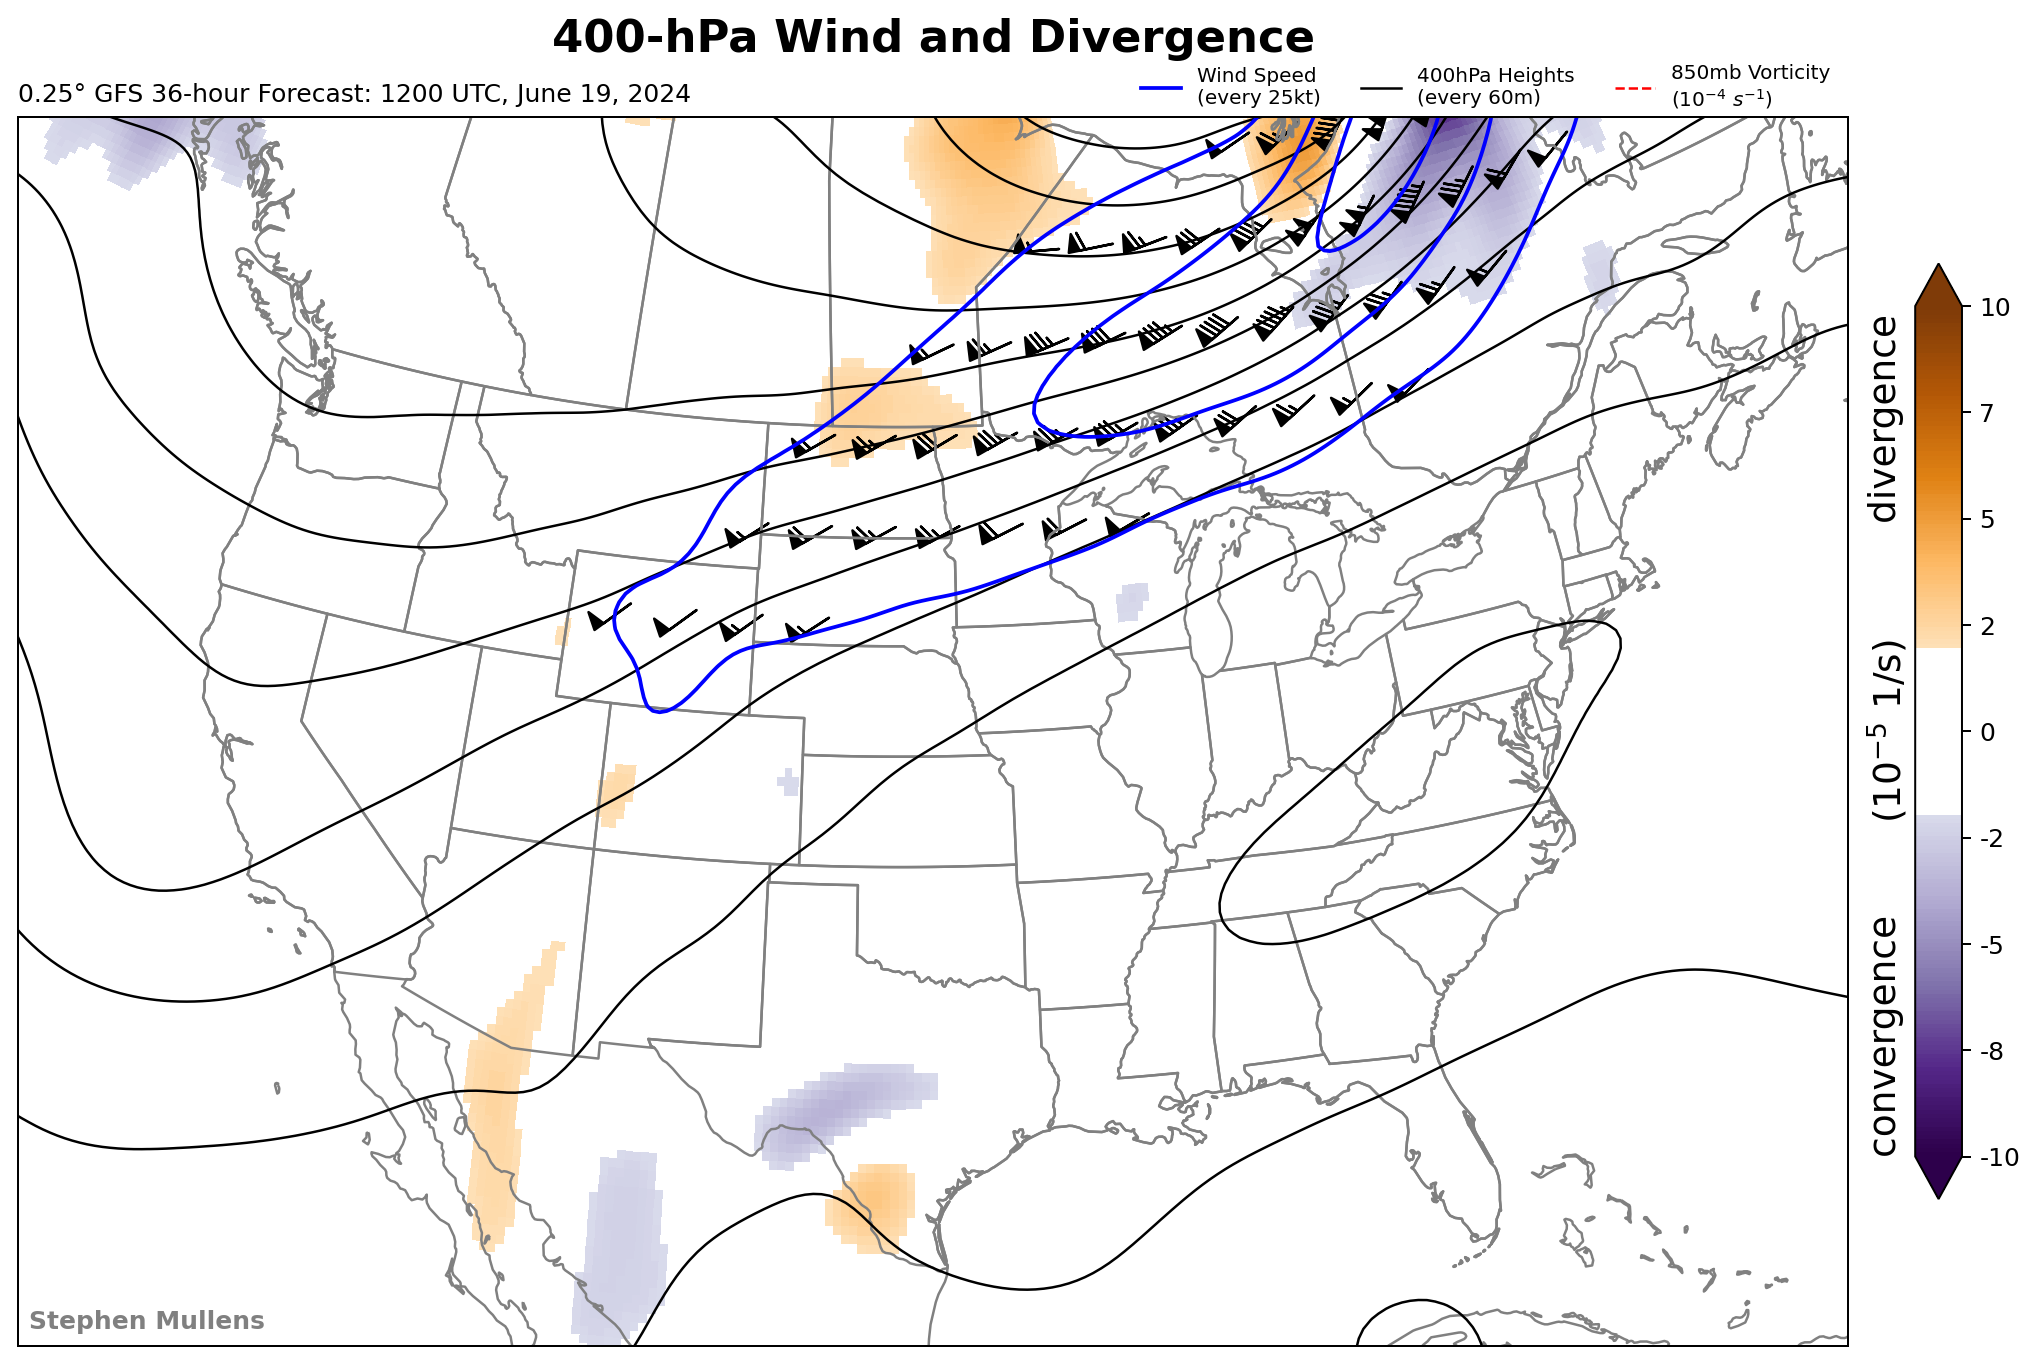 400-hPa Wind and Divergence
0.25° GFS 36-hour Forecast: 1200 UTC, June 19, 2024
Wind Speed
(every 25kt)
400hPa Heights
(every 60m)
850mb Vorticity
(10⁻⁴ s⁻¹)
10
7
5
2
0
-2
-5
-8
-10
convergence (10⁻⁵ 1/s) divergence
Stephen Mullens